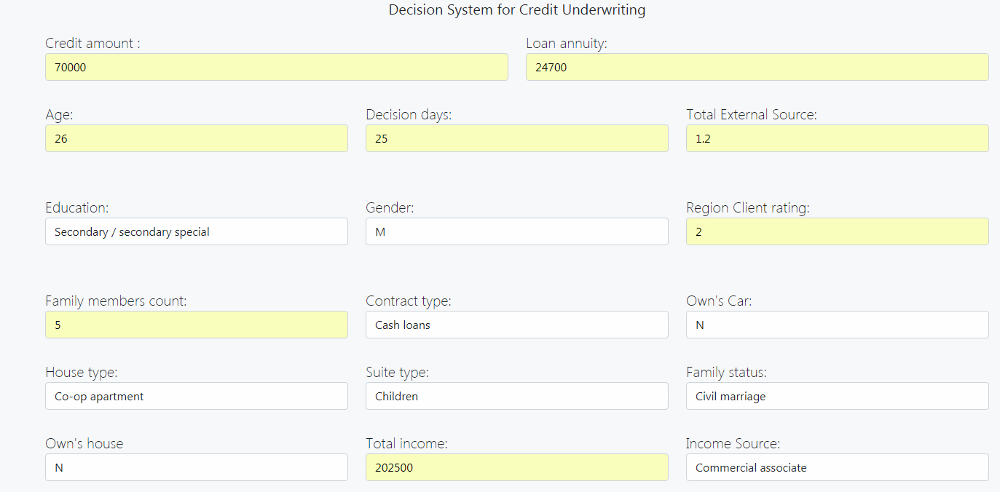 Decision System for Credit Underwriting
Credit amount : Loan annuity:
70000 24700
Age: Decision days: Total External Source:
26 25 1.2
Education: Gender: Region Client rating:
Secondary / secondary special M 2
Family members count: Contract type: Own's Car:
5 Cash loans N
House type: Suite type: Family status:
Co-op apartment Children Civil marriage
Own's house Total income: Income Source:
N 202500 Commercial associate